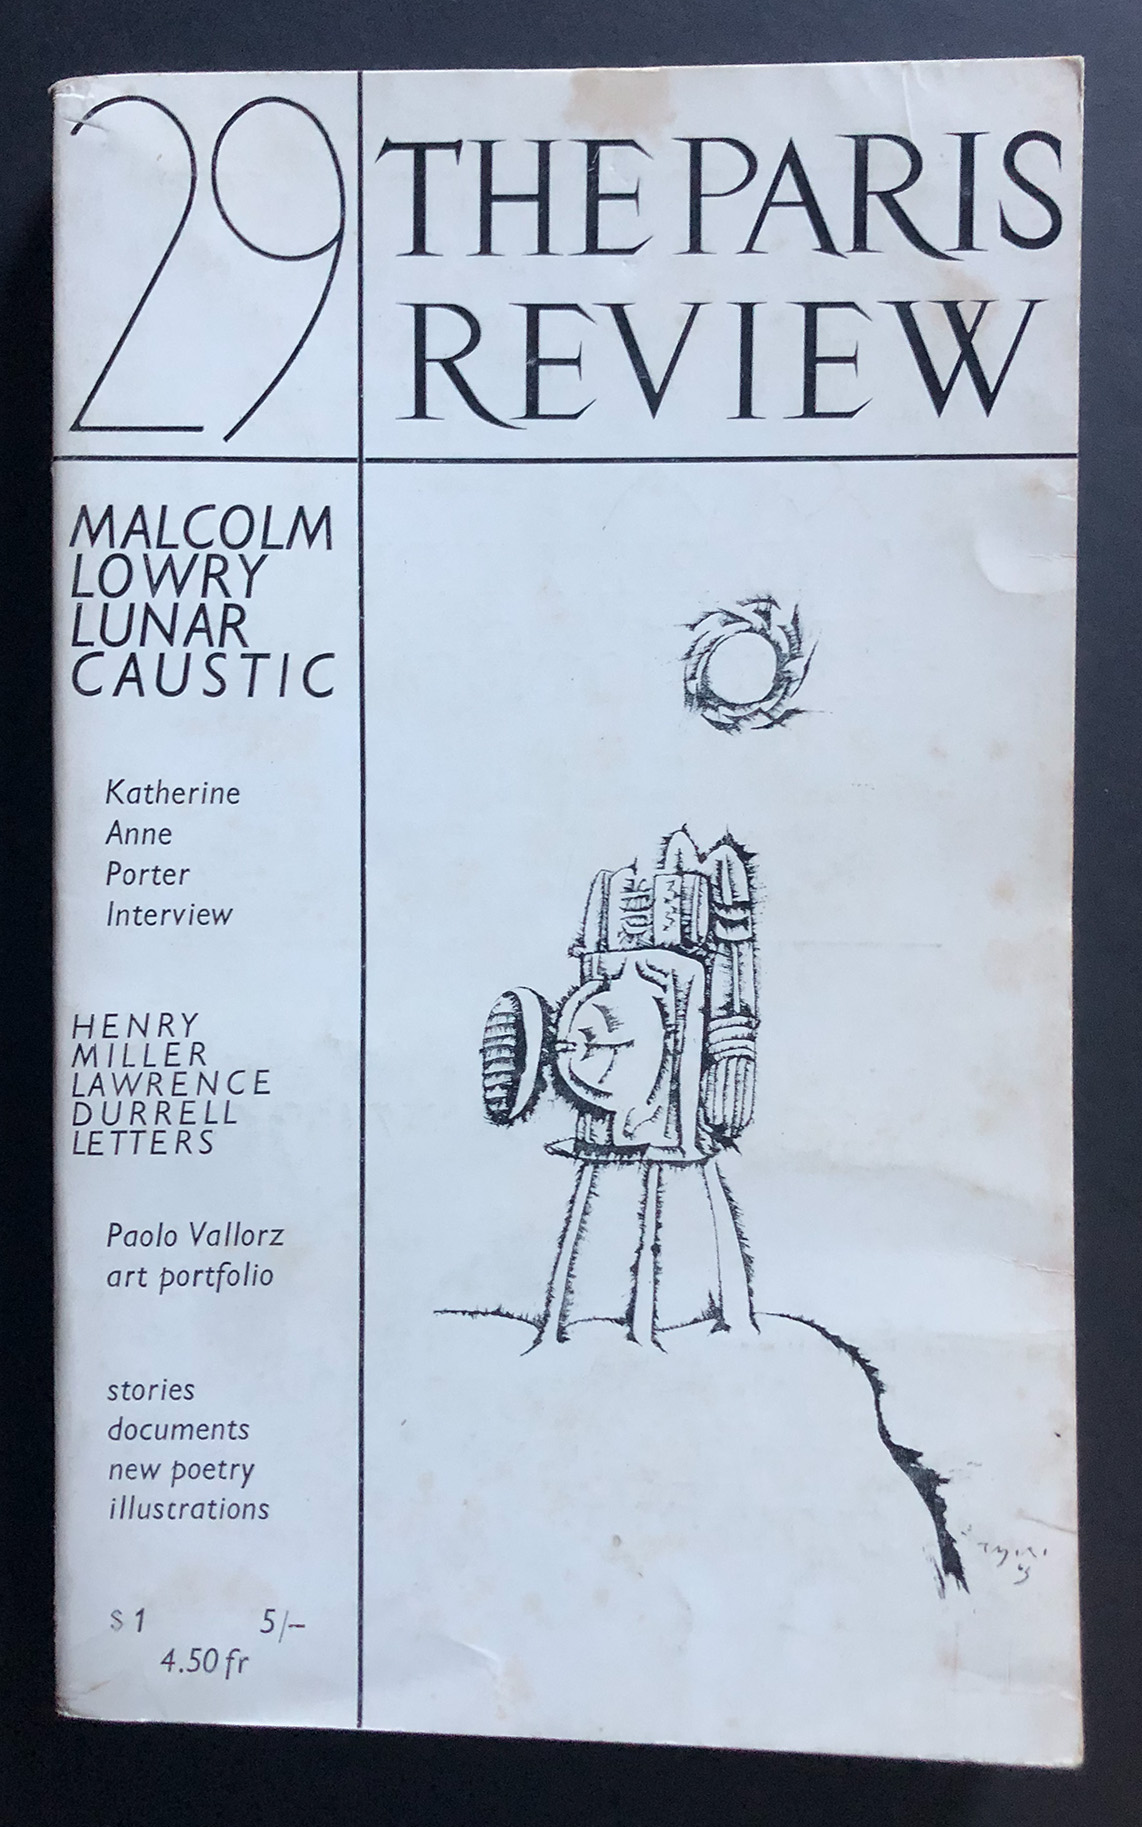 29
THE PARIS
REVIEW
MALCOLM
LOWRY
LUNAR
CAUSTIC
Katherine
Anne
Porter
Interview
HENRY
MILLER
LAWRENCE
DURRELL
LETTERS
Paolo Vallorz
art portfolio
stories
documents
new poetry
illustrations
$ 1 5/–
4.50 fr